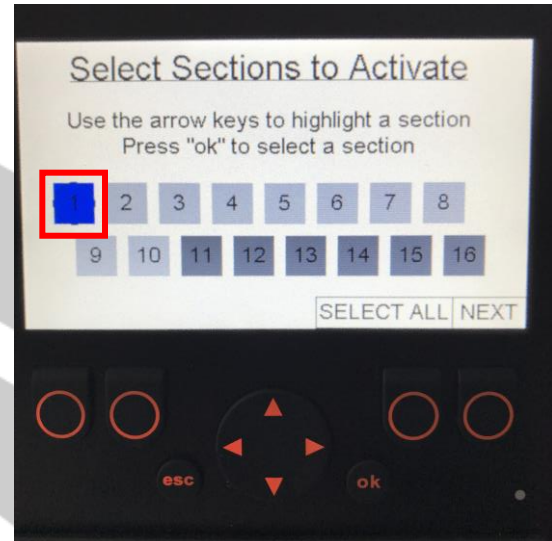 Select Sections to Activate
Use the arrow keys to highlight a section
Press "ok" to select a section
1 2 3 4 5 6 7 8
9 10 11 12 13 14 15 16
SELECT ALL NEXT
esc ok